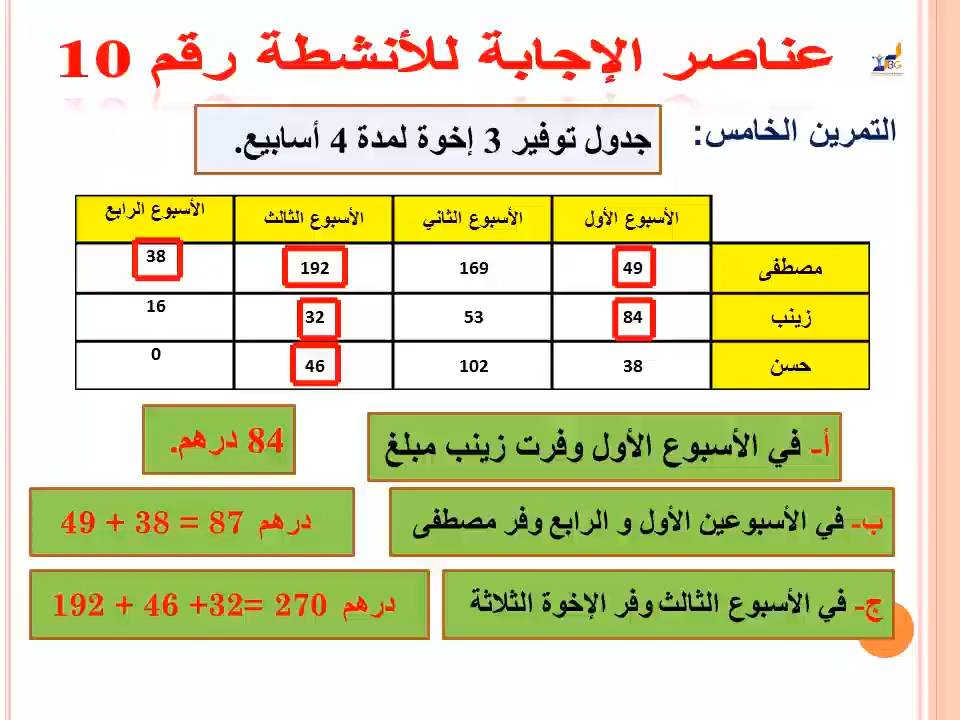 عناصر الإجابة للأنشطة رقم 10
التمرين الخامس:
جدول توفير 3 إخوة لمدة 4 أسابيع.
الأسبوع الأول الأسبوع الثاني الأسبوع الثالث الأسبوع الرابع
مصطفى 49 169 192 38
زينب 84 53 32 16
حسن 38 102 46 0
أ- في الأسبوع الأول وفرت زينب مبلغ
84 درهم.
ب- في الأسبوعين الأول و الرابع وفر مصطفى
49 + 38 = 87 درهم
ج- في الأسبوع الثالث وفر الإخوة الثلاثة
192 + 46 +32= 270 درهم